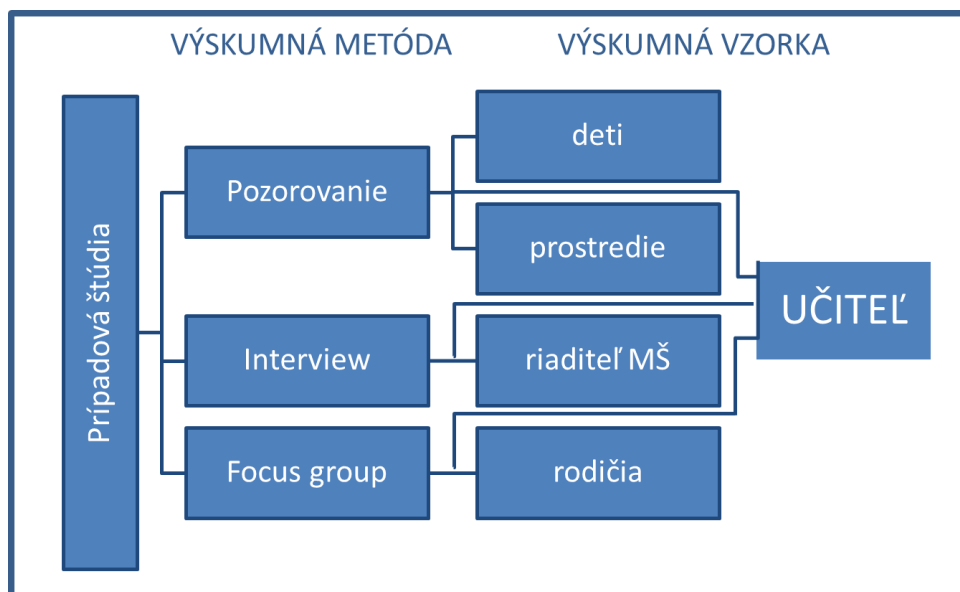 VÝSKUMNÁ METÓDA
VÝSKUMNÁ VZORKA
Prípadová štúdia
Pozorovanie
Interview
Focus group
deti
prostredie
riaditeľ MŠ
rodičia
UČITEĽ